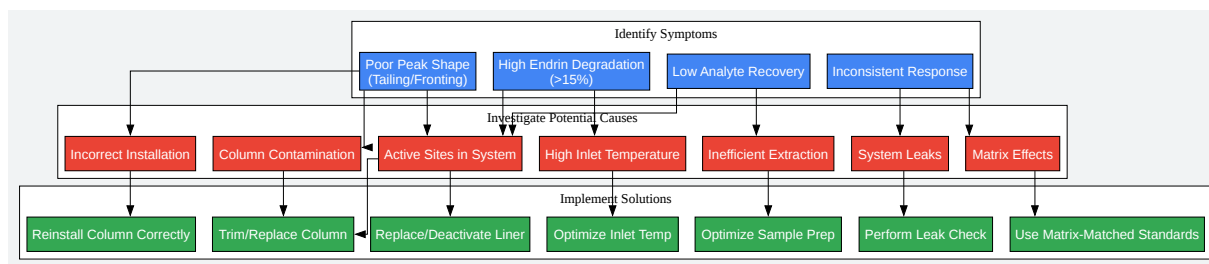 Identify Symptoms
Poor Peak Shape
(Tailing/Fronting)
High Endrin Degradation
(>15%)
Low Analyte Recovery
Inconsistent Response
Investigate Potential Causes
Incorrect Installation
Column Contamination
Active Sites in System
High Inlet Temperature
Inefficient Extraction
System Leaks
Matrix Effects
Implement Solutions
Reinstall Column Correctly
Trim/Replace Column
Replace/Deactivate Liner
Optimize Inlet Temp
Optimize Sample Prep
Perform Leak Check
Use Matrix-Matched Standards